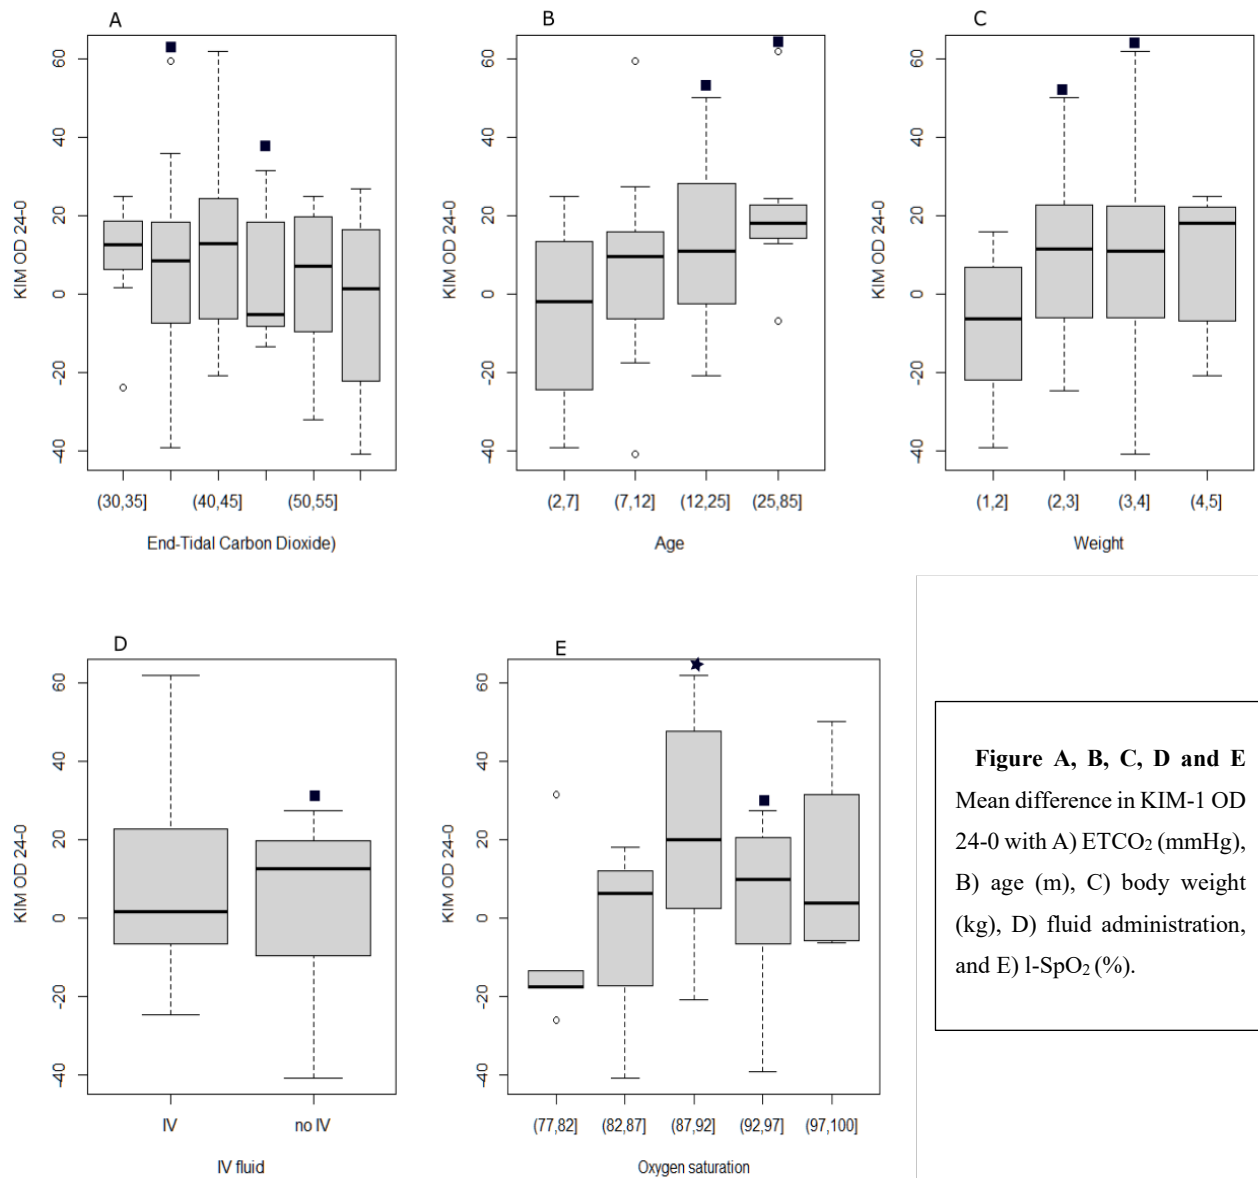 A
KIM OD 24-0
60
40
20
0
-20
-40
(30,35]
(40,45]
(50,55]
End-Tidal Carbon Dioxide)
B
KIM OD 24-0
60
40
20
0
-20
-40
(2,7]
(7,12]
(12,25]
(25,85]
Age
C
KIM OD 24-0
60
40
20
0
-20
-40
(1,2]
(2,3]
(3,4]
(4,5]
Weight
D
KIM OD 24-0
60
40
20
0
-20
-40
IV
no IV
IV fluid
E
KIM OD 24-0
60
40
20
0
-20
-40
(77,82]
(82,87]
(87,92]
(92,97]
(97,100]
Oxygen saturation
Figure A, B, C, D and E
Mean difference in KIM-1 OD
24-0 with A) ETCO₂ (mmHg),
B) age (m), C) body weight
(kg), D) fluid administration,
and E) l-SpO₂ (%).